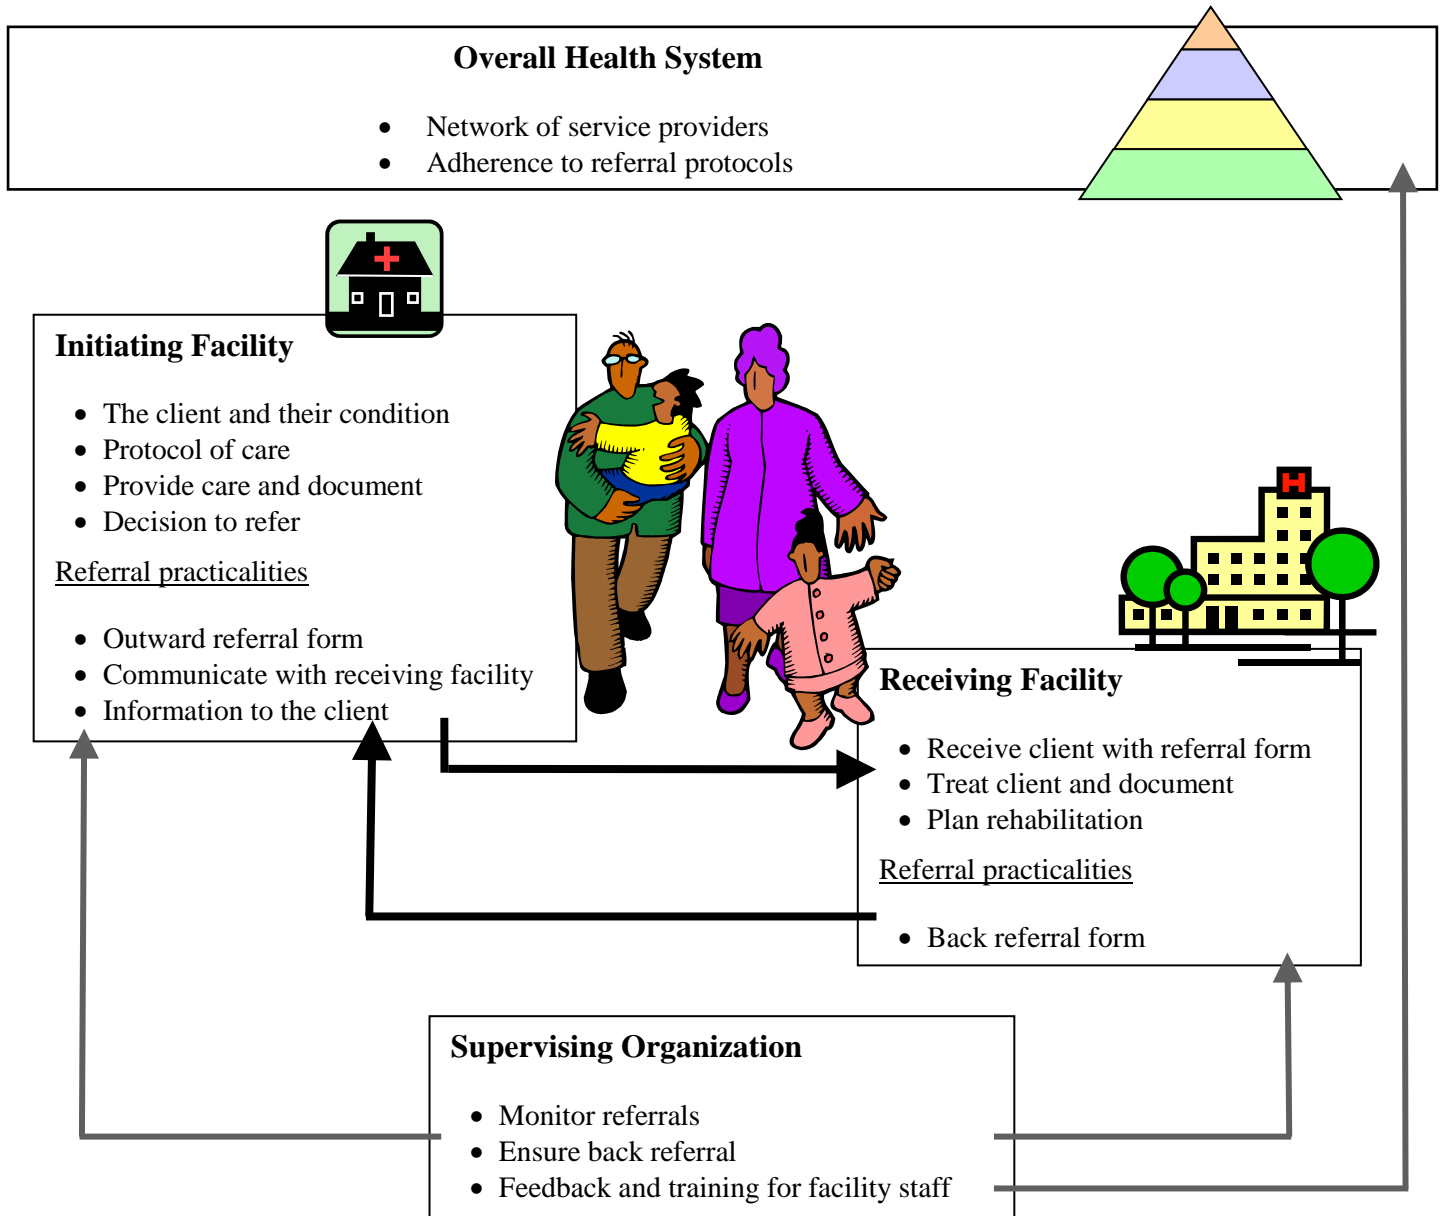 Overall Health System
• Network of service providers
• Adherence to referral protocols
Initiating Facility
• The client and their condition
• Protocol of care
• Provide care and document
• Decision to refer
Referral practicalities
• Outward referral form
• Communicate with receiving facility
• Information to the client
H
Receiving Facility
• Receive client with referral form
• Treat client and document
• Plan rehabilitation
Referral practicalities
• Back referral form
Supervising Organization
• Monitor referrals
• Ensure back referral
• Feedback and training for facility staff